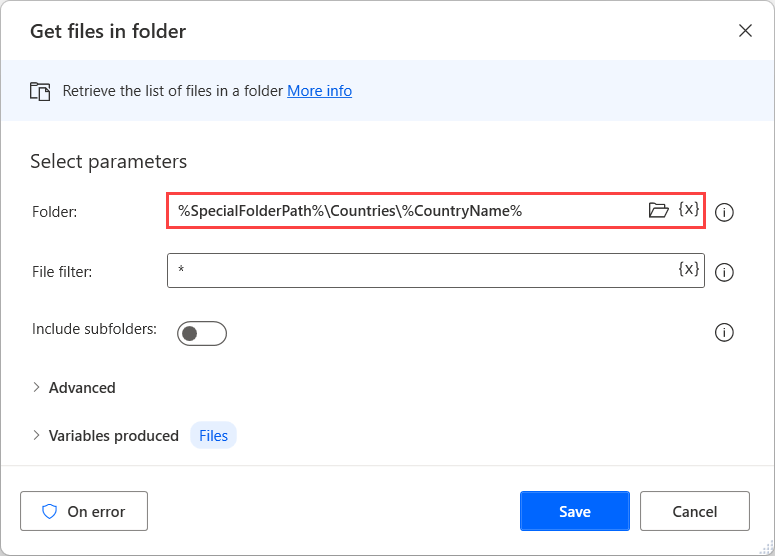 Get files in folder
Retrieve the list of files in a folder More info
Select parameters
Folder: %SpecialFolderPath%\Countries\%CountryName% {x}
File filter: * {x}
Include subfolders:
Advanced
Variables produced Files
On error Save Cancel